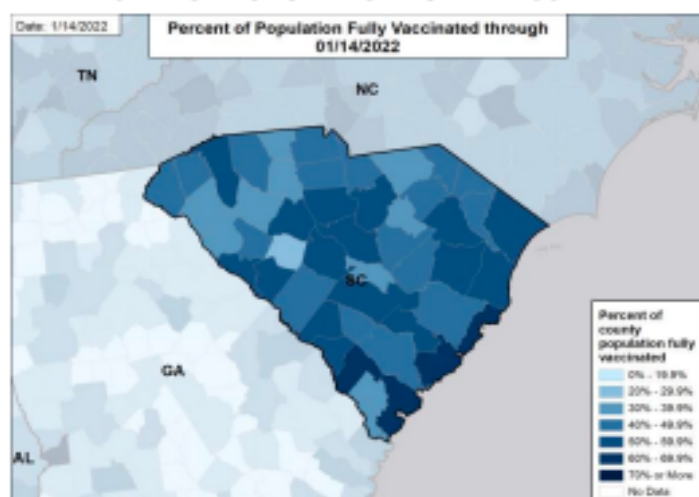 Date: 1/14/2022
Percent of Population Fully Vaccinated through
01/14/2022
TN
NC
SC
GA
AL
Percent of
county
population fully
vaccinated
0% - 19.9%
20% - 29.9%
30% - 39.9%
40% - 49.9%
50% - 59.9%
60% - 69.9%
70% or More
No Data